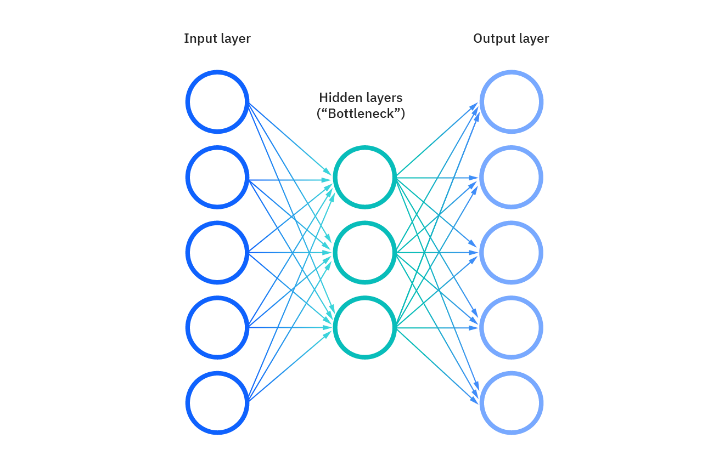 Input layer
Output layer
Hidden layers
(“Bottleneck”)